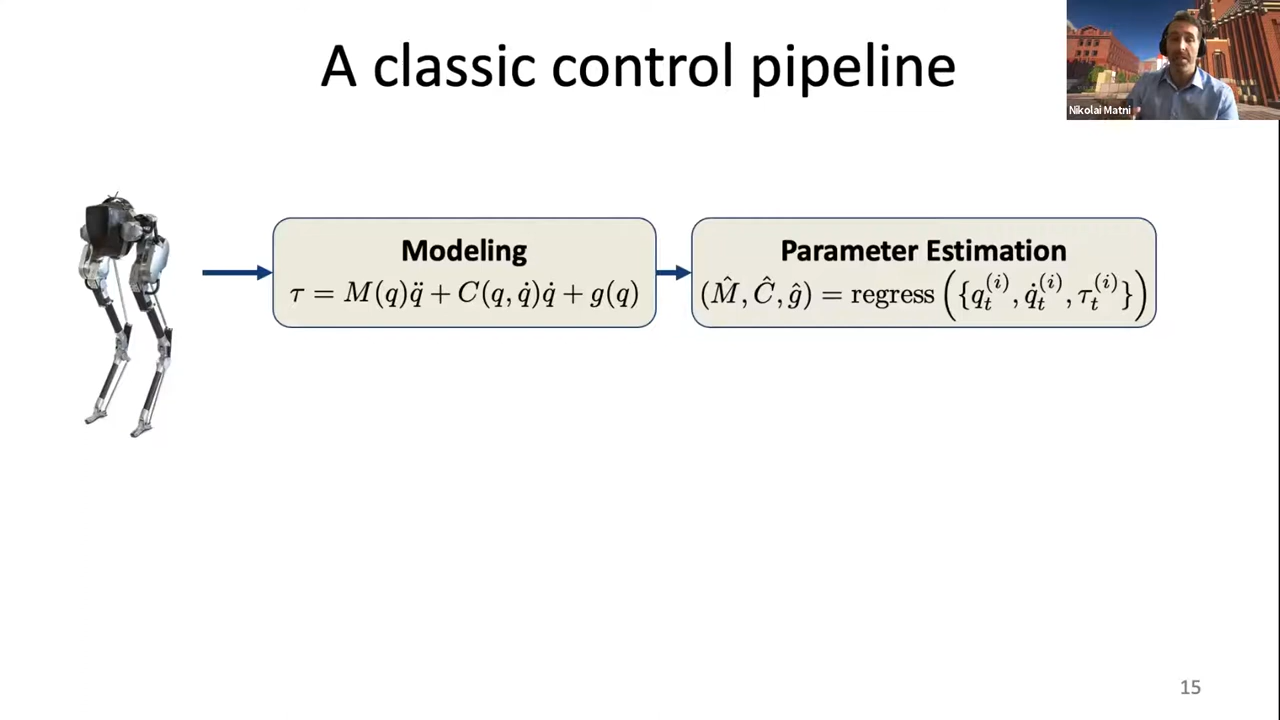 A classic control pipeline
Nikolai Matni
Modeling
τ = M(q)q̈ + C(q, q̇)q̇ + g(q)
Parameter Estimation
(M̂, Ĉ, ĝ) = regress ({q_t^{(i)}, q̇_t^{(i)}, τ_t^{(i)}})
15